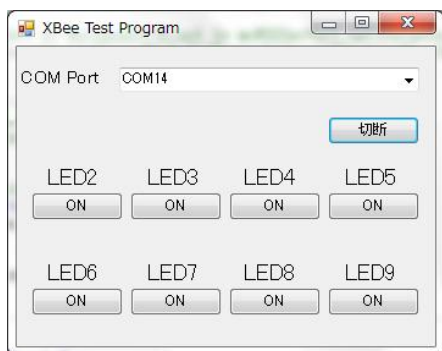 XBee Test Program
COM Port COM14
切断
LED2 LED3 LED4 LED5
ON ON ON ON
LED6 LED7 LED8 LED9
ON ON ON ON